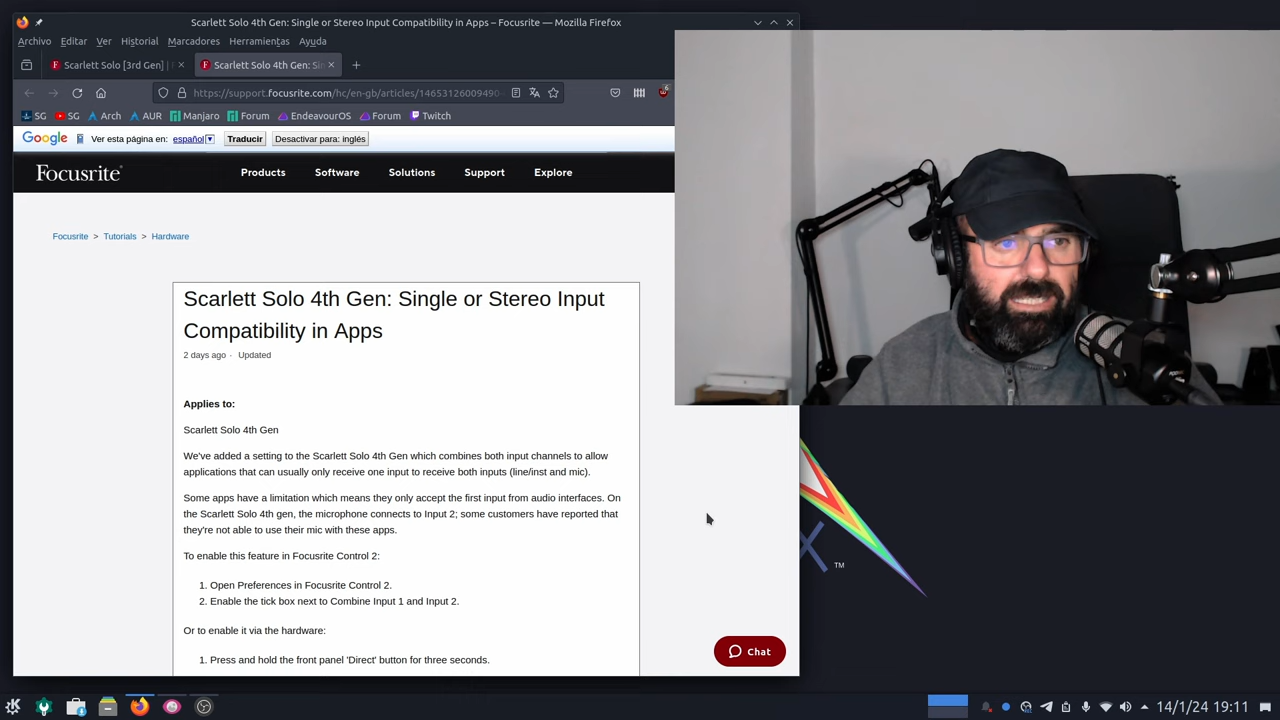 Scarlett Solo 4th Gen: Single or Stereo Input Compatibility in Apps – Focusrite — Mozilla Firefox
Archivo Editar Ver Historial Marcadores Herramientas Ayuda
Scarlett Solo [3rd Gen] |
Scarlett Solo 4th Gen: Sin
https://support.focusrite.com/hc/en-gb/articles/14653126009490-
6
SG SG Arch AUR Manjaro Forum EndeavourOS Forum Twitch
Google Ver esta página en: español Traducir Desactivar para: inglés
Focusrite Products Software Solutions Support Explore
Focusrite > Tutorials > Hardware
Scarlett Solo 4th Gen: Single or Stereo Input
Compatibility in Apps
2 days ago · Updated
Applies to:
Scarlett Solo 4th Gen
We've added a setting to the Scarlett Solo 4th Gen which combines both input channels to allow
applications that can usually only receive one input to receive both inputs (line/inst and mic).
Some apps have a limitation which means they only accept the first input from audio interfaces. On
the Scarlett Solo 4th gen, the microphone connects to Input 2; some customers have reported that
they're not able to use their mic with these apps.
To enable this feature in Focusrite Control 2:
1. Open Preferences in Focusrite Control 2.
2. Enable the tick box next to Combine Input 1 and Input 2.
Or to enable it via the hardware:
1. Press and hold the front panel 'Direct' button for three seconds.
Chat
X TM
14/1/24 19:11